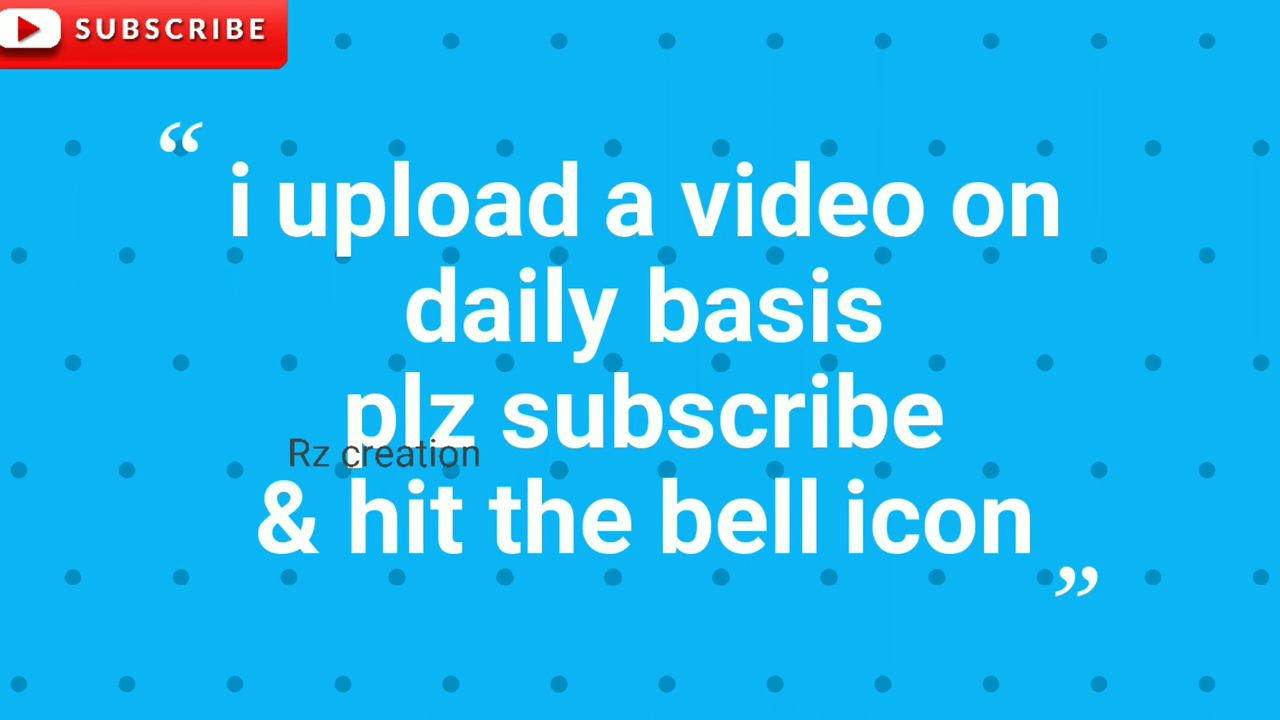 SUBSCRIBE
“ i upload a video on
daily basis
plz subscribe
Rz creation
& hit the bell icon ”